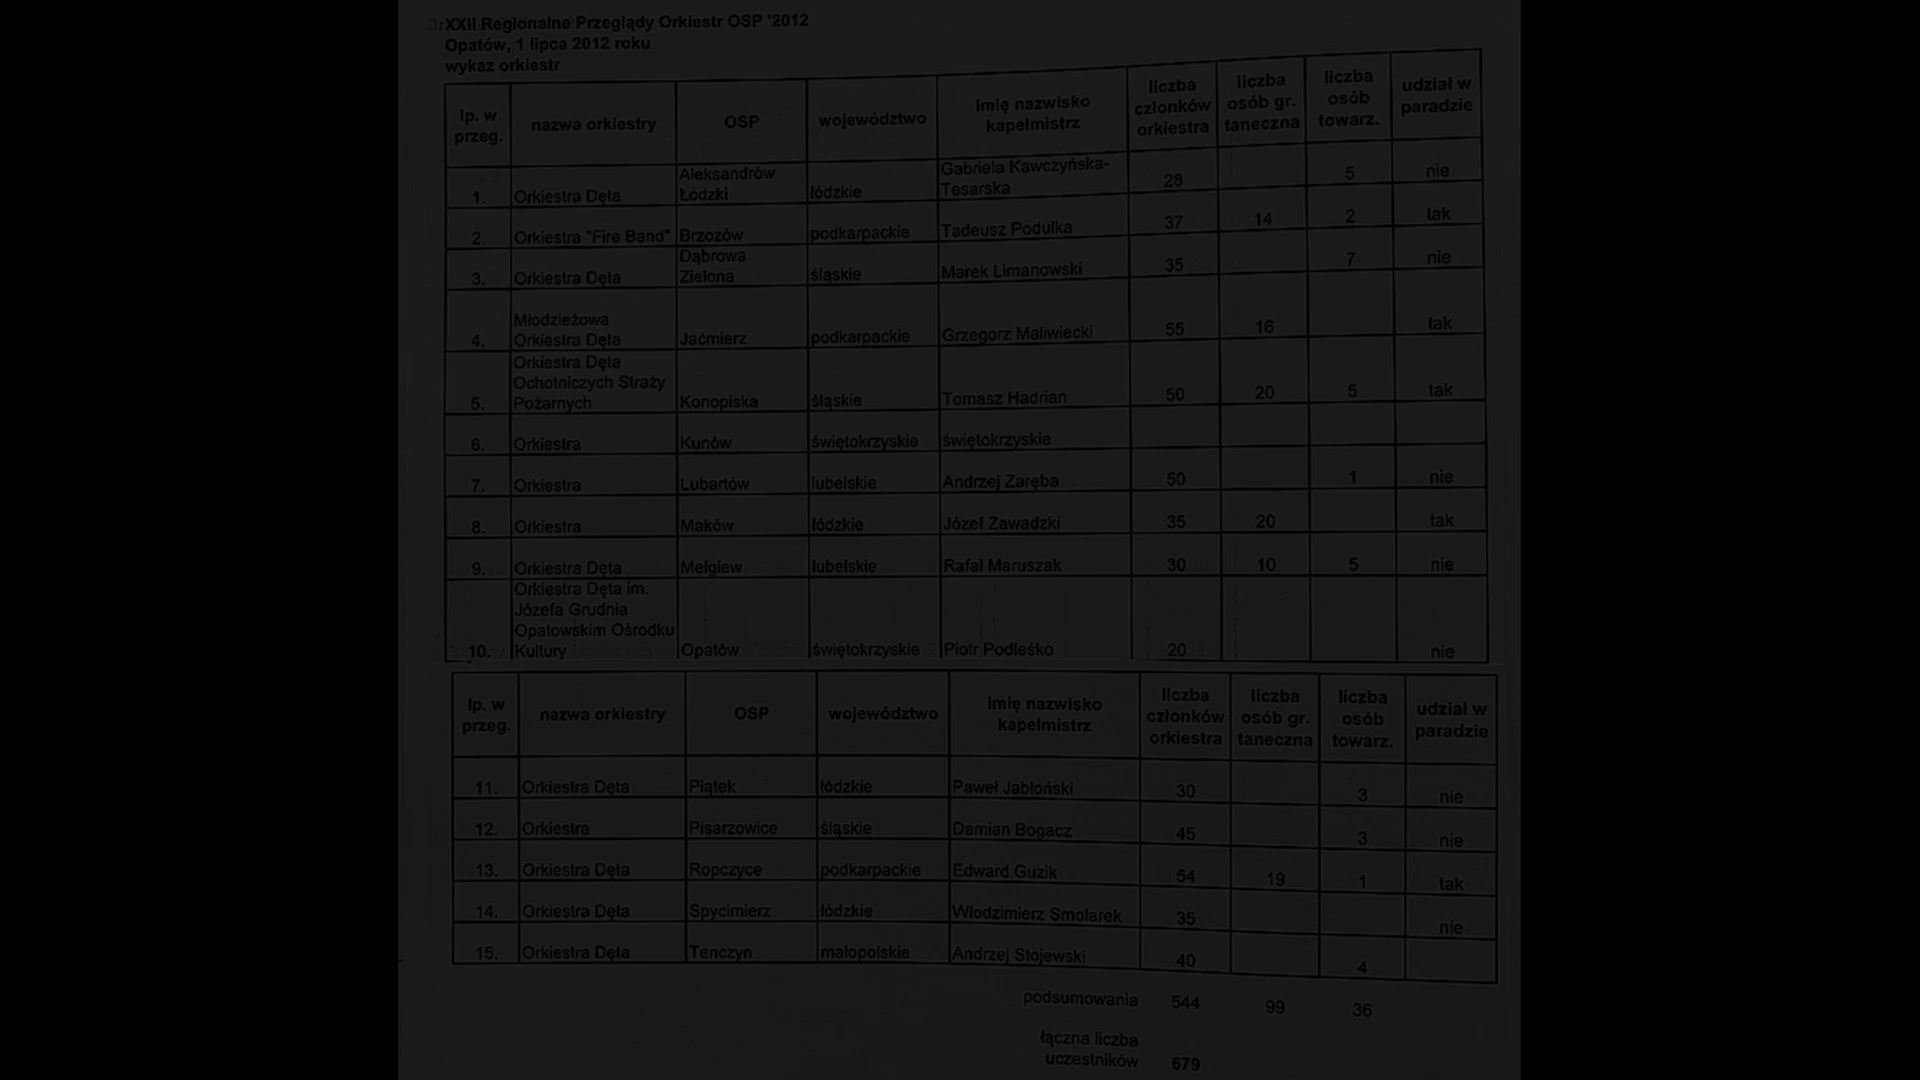 XXII Regionalne Przeglądy Orkiestr OSP '2012
Opatów, 1 lipca 2012 roku
wykaz orkiestr
lp. w przeg. nazwa orkiestry OSP województwo imię nazwisko kapelmistrz liczba członków orkiestra liczba osób gr. taneczna liczba osób towarz. udział w paradzie
1. Orkiestra Dęta Aleksandrów Łódzki łódzkie Gabriela Kawczyńska-Tesarska 28 5 nie
2. Orkiestra "Fire Band" Brzozów podkarpackie Tadeusz Podulka 37 14 2 tak
3. Orkiestra Dęta Dąbrowa Zielona śląskie Marek Limanowski 35 7 nie
4. Młodzieżowa Orkiestra Dęta Jaćmierz podkarpackie Grzegorz Maliwiecki 55 16 tak
5. Orkiestra Dęta Ochotniczych Straży Pożarnych Konopiska śląskie Tomasz Hadrian 50 20 5 tak
6. Orkiestra Kunów świętokrzyskie świętokrzyskie
7. Orkiestra Lubartów lubelskie Andrzej Zaręba 50 1 nie
8. Orkiestra Maków łódzkie Józef Zawadzki 35 20 tak
9. Orkiestra Dęta Mełgiew lubelskie Rafał Maruszak 30 10 5 nie
10. Orkiestra Dęta im. Józefa Grudnia Opatowskim Ośrodku Kultury Opatów świętokrzyskie Piotr Podleśko 20 nie
lp. w przeg. nazwa orkiestry OSP województwo imię nazwisko kapelmistrz liczba członków orkiestra liczba osób gr. taneczna liczba osób towarz. udział w paradzie
11. Orkiestra Dęta Piątek łódzkie Paweł Jabłoński 30 3 nie
12. Orkiestra Pisarzowice śląskie Damian Bogacz 45 3 nie
13. Orkiestra Dęta Ropczyce podkarpackie Edward Guzik 54 19 1 tak
14. Orkiestra Dęta Spycimierz łódzkie Włodzimierz Smolarek 35 nie
15. Orkiestra Dęta Tenczyn małopolskie Andrzej Stojewski 40 4
podsumowania 544 99 36
łączna liczba
uczestników 679